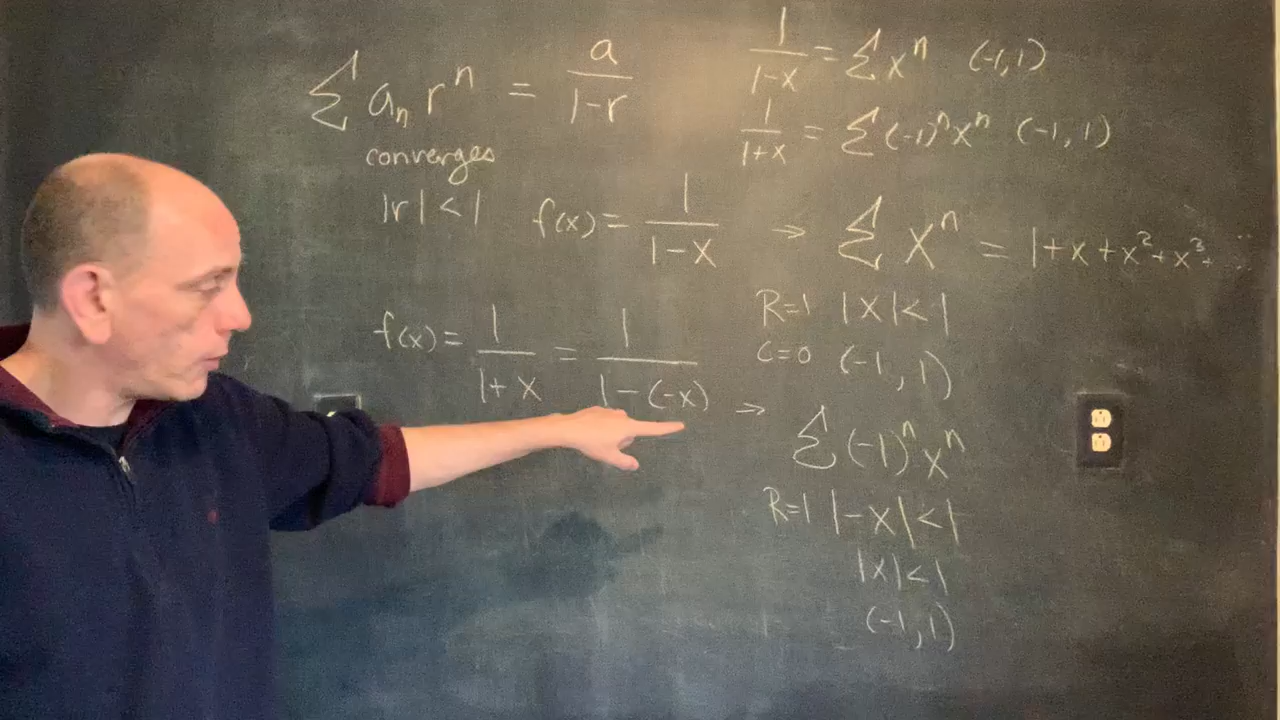 ∑ aₙ rⁿ = a/(1-r)
converges
|r| < 1
1/(1-x) = ∑ xⁿ (-1, 1)
1/(1+x) = ∑ (-1)ⁿ xⁿ (-1, 1)
f(x) = 1/(1-x) → ∑ xⁿ = 1 + x + x² + x³ + ...
R=1 |x| < 1
C=0 (-1, 1)
f(x) = 1/(1+x) = 1/(1-(-x)) → ∑ (-1)ⁿ xⁿ
R=1 |-x| < 1
|x| < 1
(-1, 1)